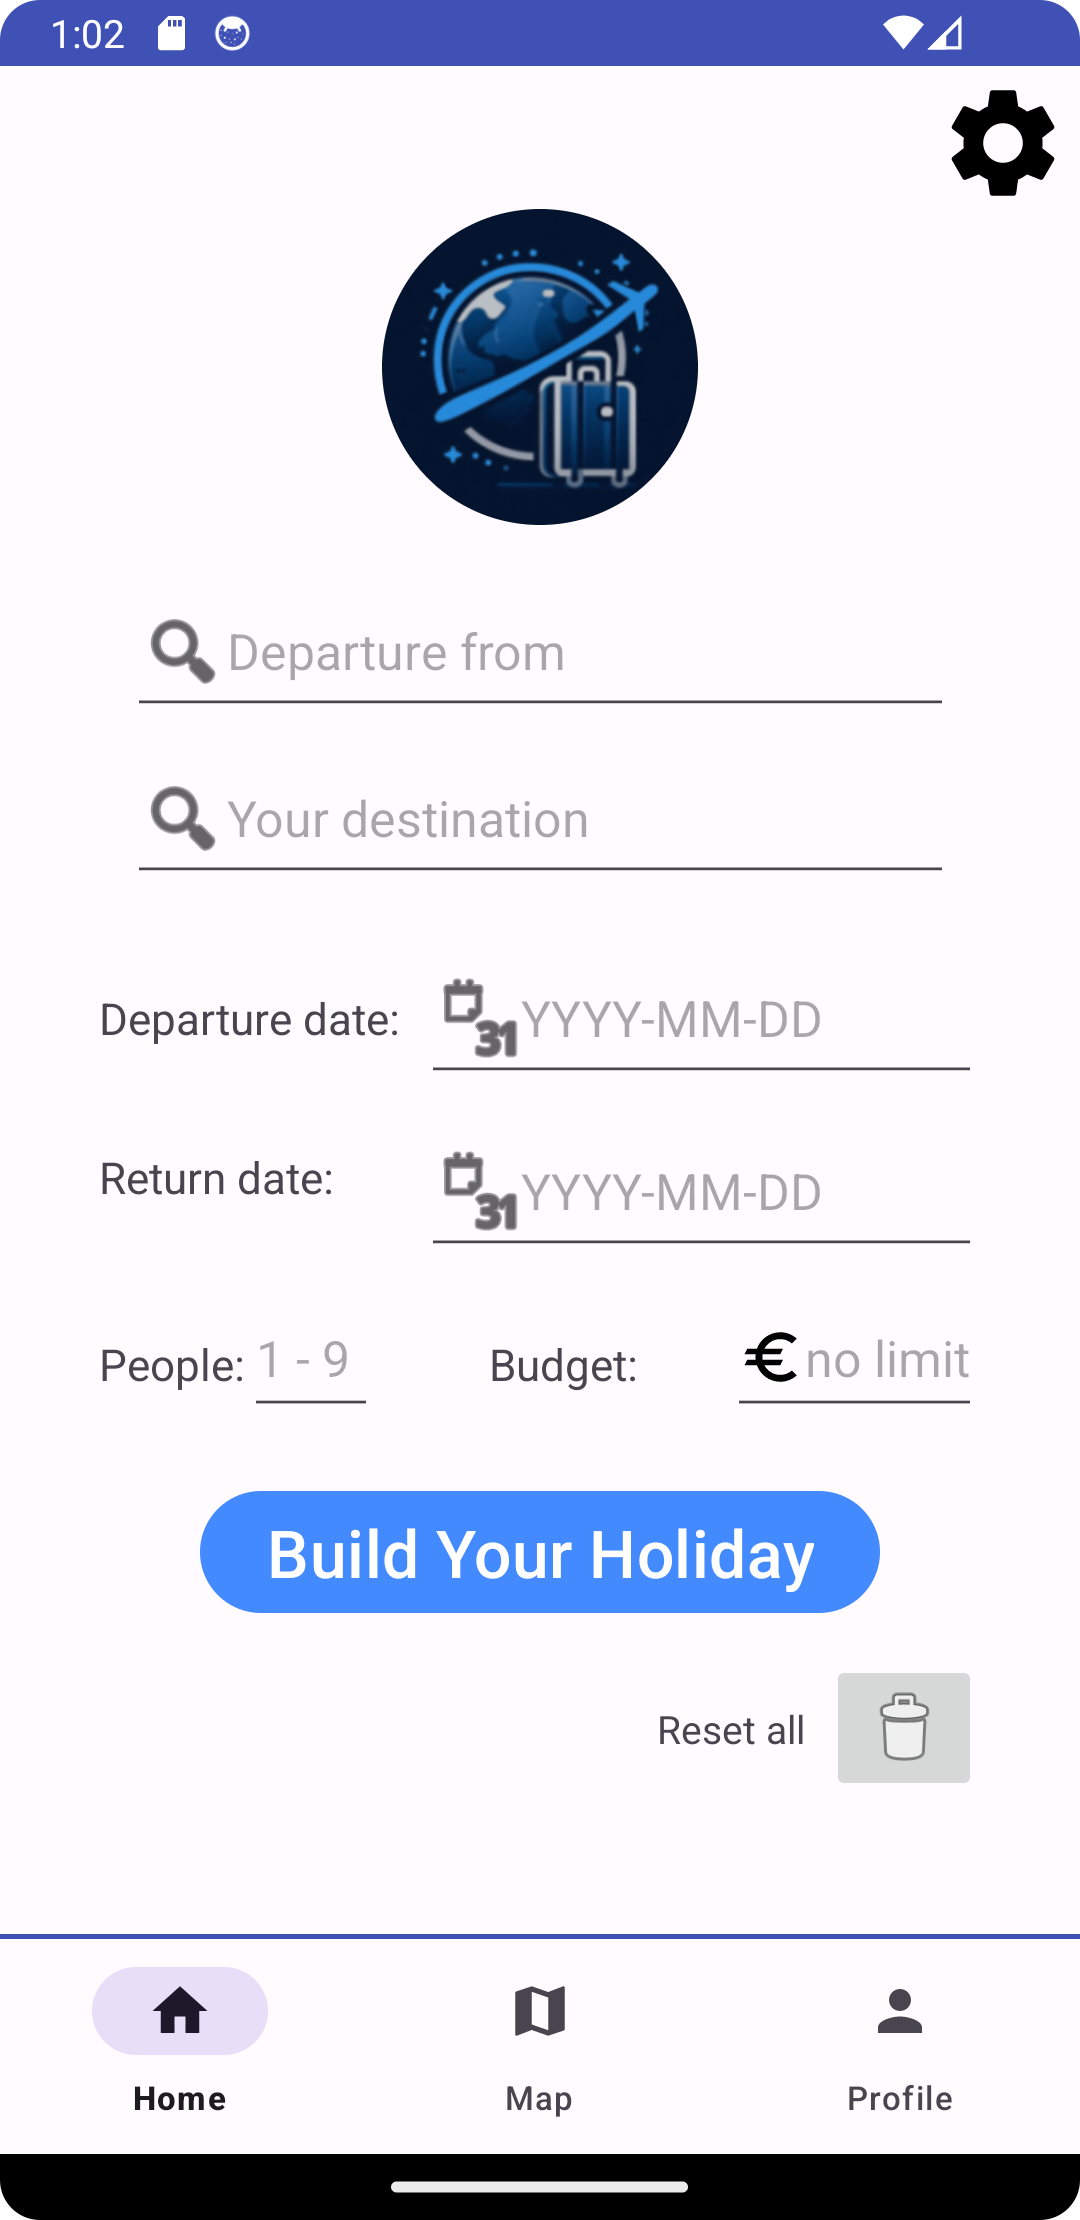 1:02
Departure from
Your destination
Departure date: 31 YYYY-MM-DD
Return date: 31 YYYY-MM-DD
People: 1 - 9 Budget: € no limit
Build Your Holiday
Reset all
Home Map Profile